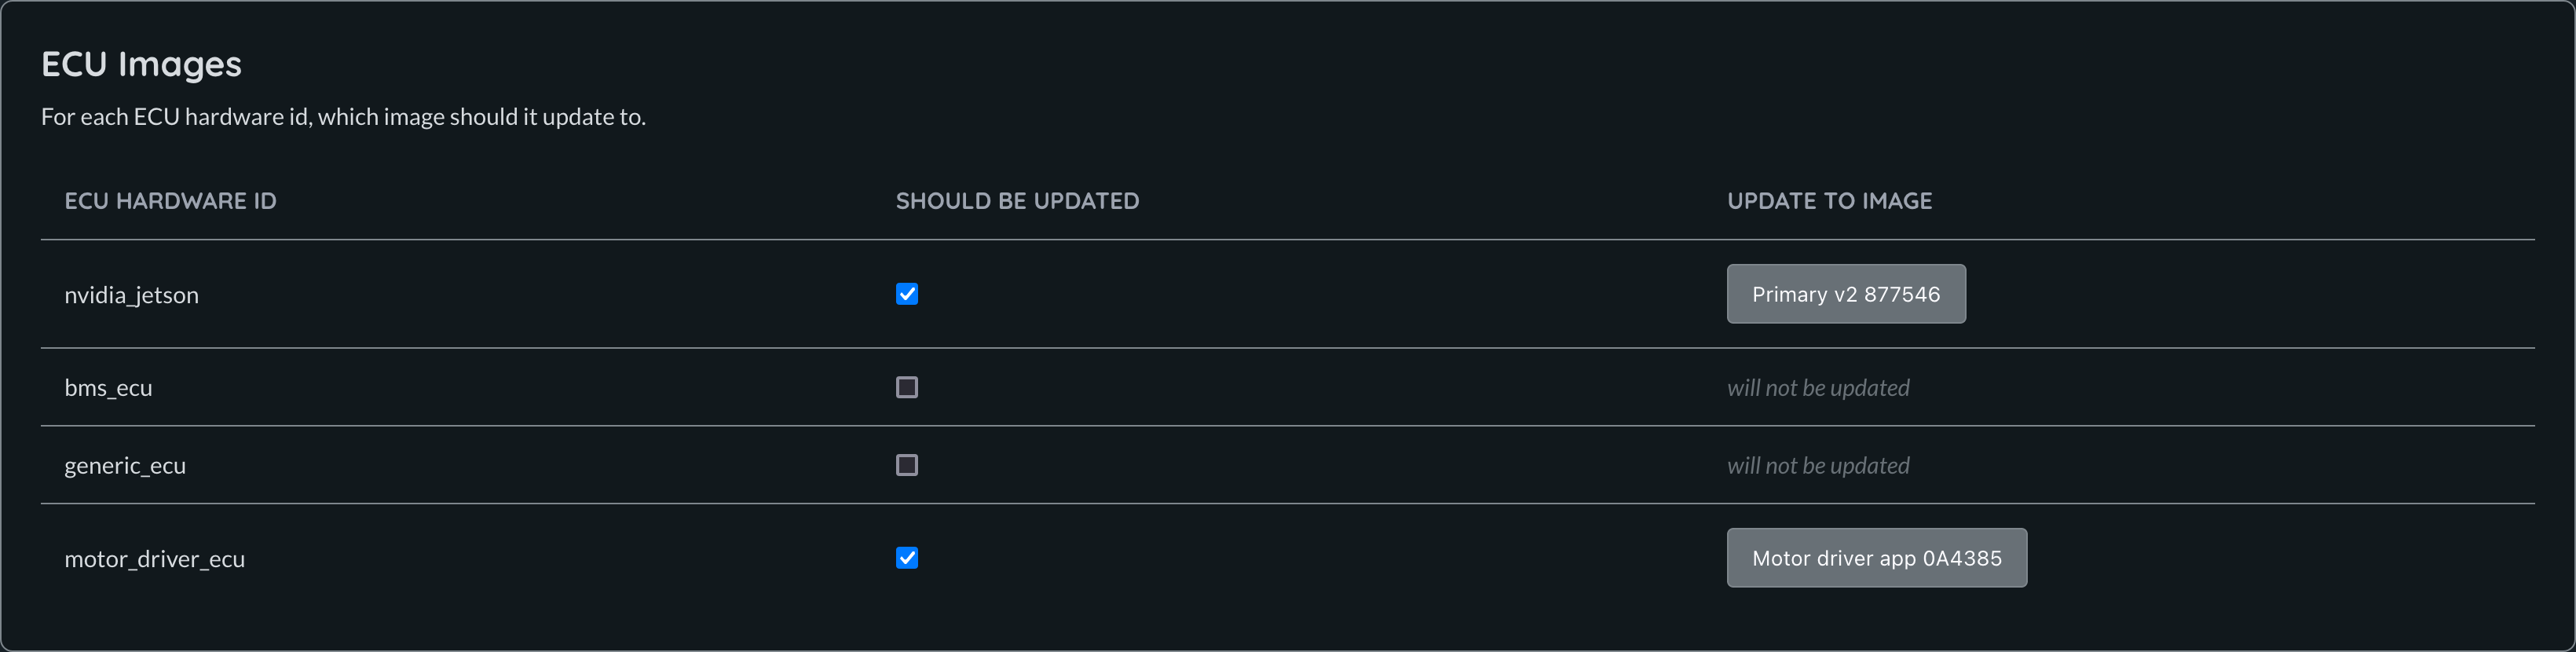 ECU Images
For each ECU hardware id, which image should it update to.
ECU HARDWARE ID SHOULD BE UPDATED UPDATE TO IMAGE
nvidia_jetson Primary v2 877546
bms_ecu will not be updated
generic_ecu will not be updated
motor_driver_ecu Motor driver app 0A4385